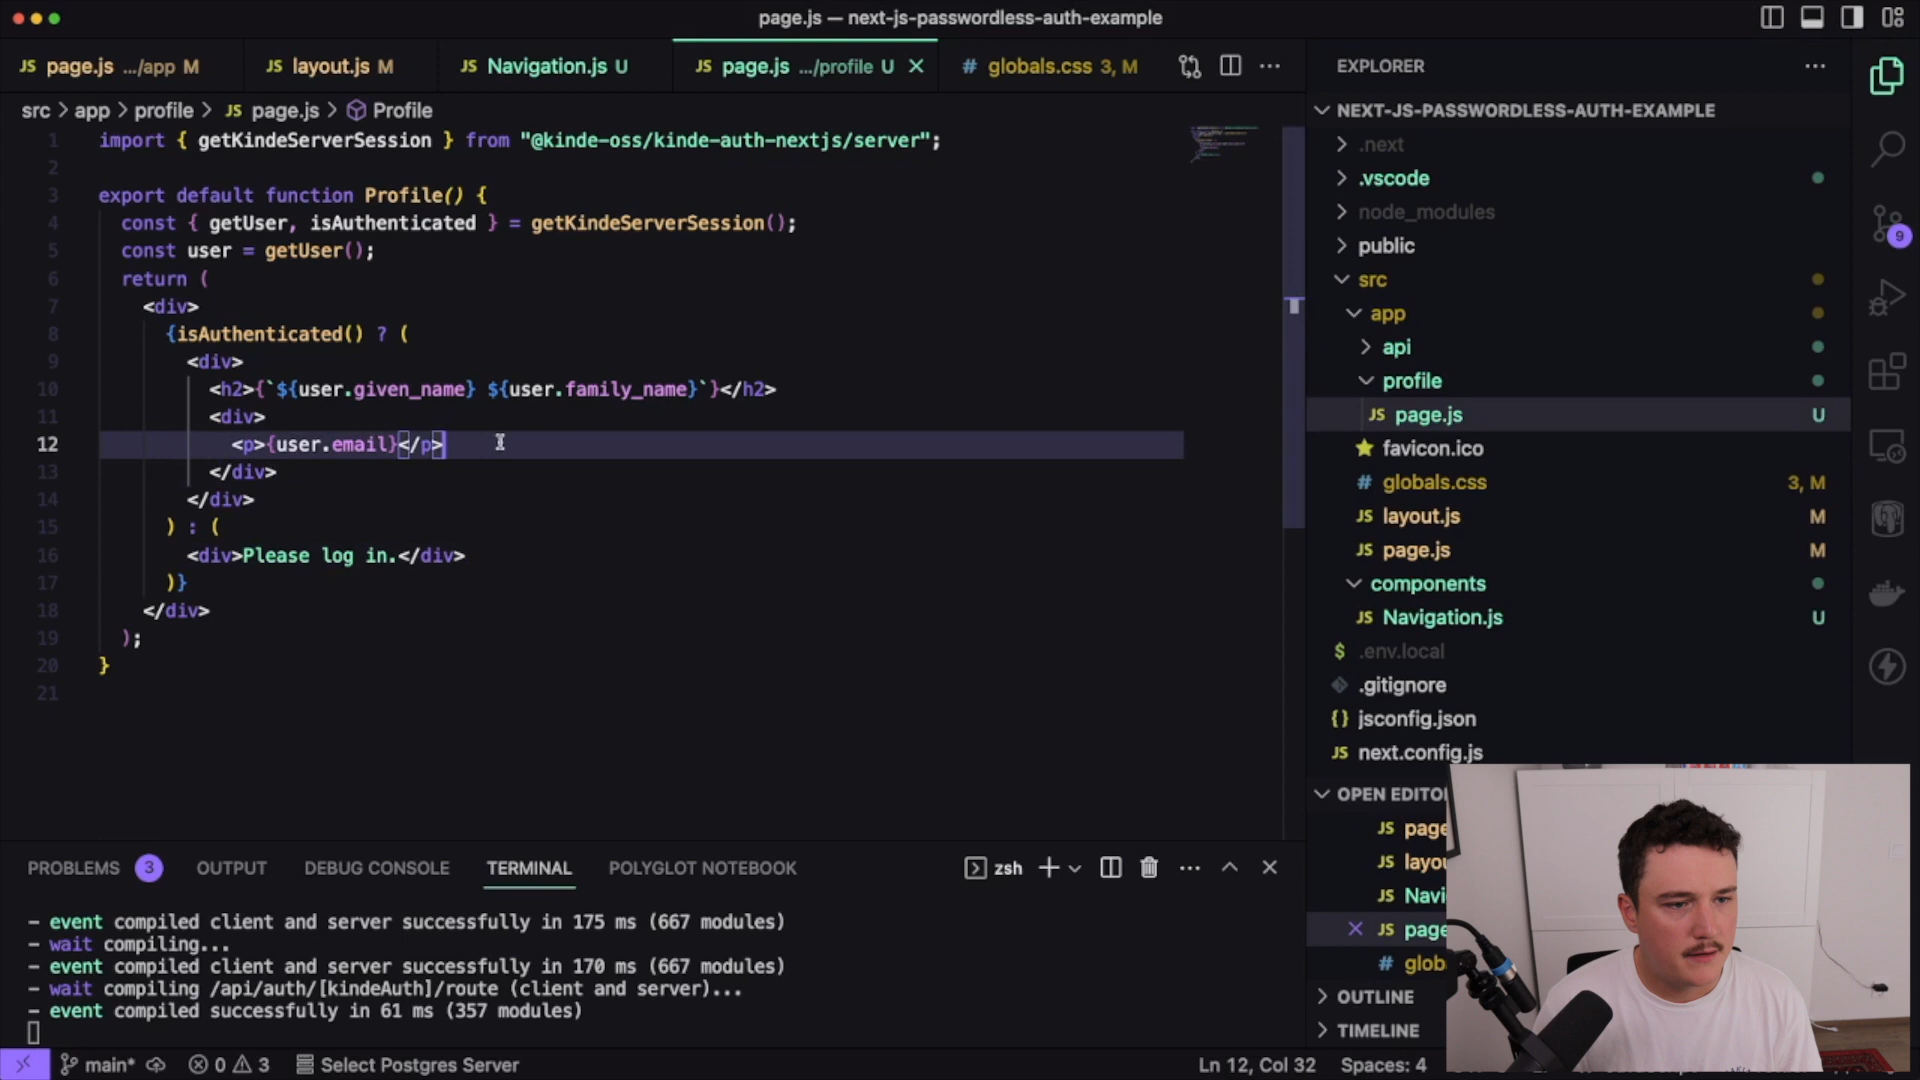 page.js — next-js-passwordless-auth-example
JS page.js .../app M
JS layout.js M
JS Navigation.js U
JS page.js .../profile U
# globals.css 3, M
src > app > profile > JS page.js > Profile
1 import { getKindeServerSession } from "@kinde-oss/kinde-auth-nextjs/server";
2
3 export default function Profile() {
4 const { getUser, isAuthenticated } = getKindeServerSession();
5 const user = getUser();
6 return (
7 <div>
8 {isAuthenticated() ? (
9 <div>
10 <h2>{`${user.given_name} ${user.family_name}`}</h2>
11 <div>
12 <p>{user.email}</p>
13 </div>
14 </div>
15 ) : (
16 <div>Please log in.</div>
17 )}
18 </div>
19 );
20 }
21
EXPLORER
NEXT-JS-PASSWORDLESS-AUTH-EXAMPLE
.next
.vscode
node_modules
public
src
app
api
profile
JS page.js U
favicon.ico
# globals.css 3, M
JS layout.js M
JS page.js M
components
JS Navigation.js U
$ .env.local
.gitignore
{} jsconfig.json
JS next.config.js
OPEN EDITO
JS page
JS layou
JS Navi
JS page
# glob
OUTLINE
TIMELINE
9
PROBLEMS 3
OUTPUT
DEBUG CONSOLE
TERMINAL
POLYGLOT NOTEBOOK
zsh
- event compiled client and server successfully in 175 ms (667 modules)
- wait compiling...
- event compiled client and server successfully in 170 ms (667 modules)
- wait compiling /api/auth/[kindeAuth]/route (client and server)...
- event compiled successfully in 61 ms (357 modules)
main* 0 3 Select Postgres Server
Ln 12, Col 32 Spaces: 4